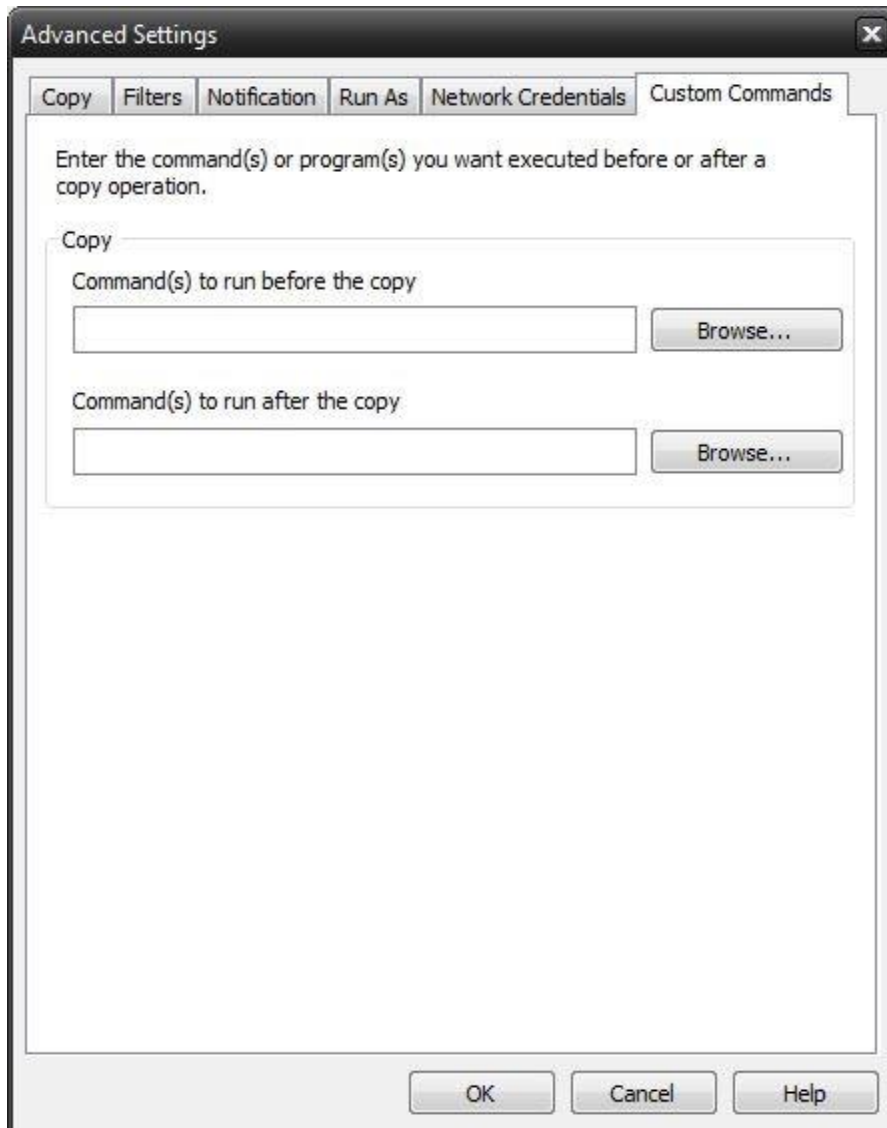 Advanced Settings
Copy Filters Notification Run As Network Credentials Custom Commands
Enter the command(s) or program(s) you want executed before or after a
copy operation.
Copy
Command(s) to run before the copy
Browse...
Command(s) to run after the copy
Browse...
OK Cancel Help